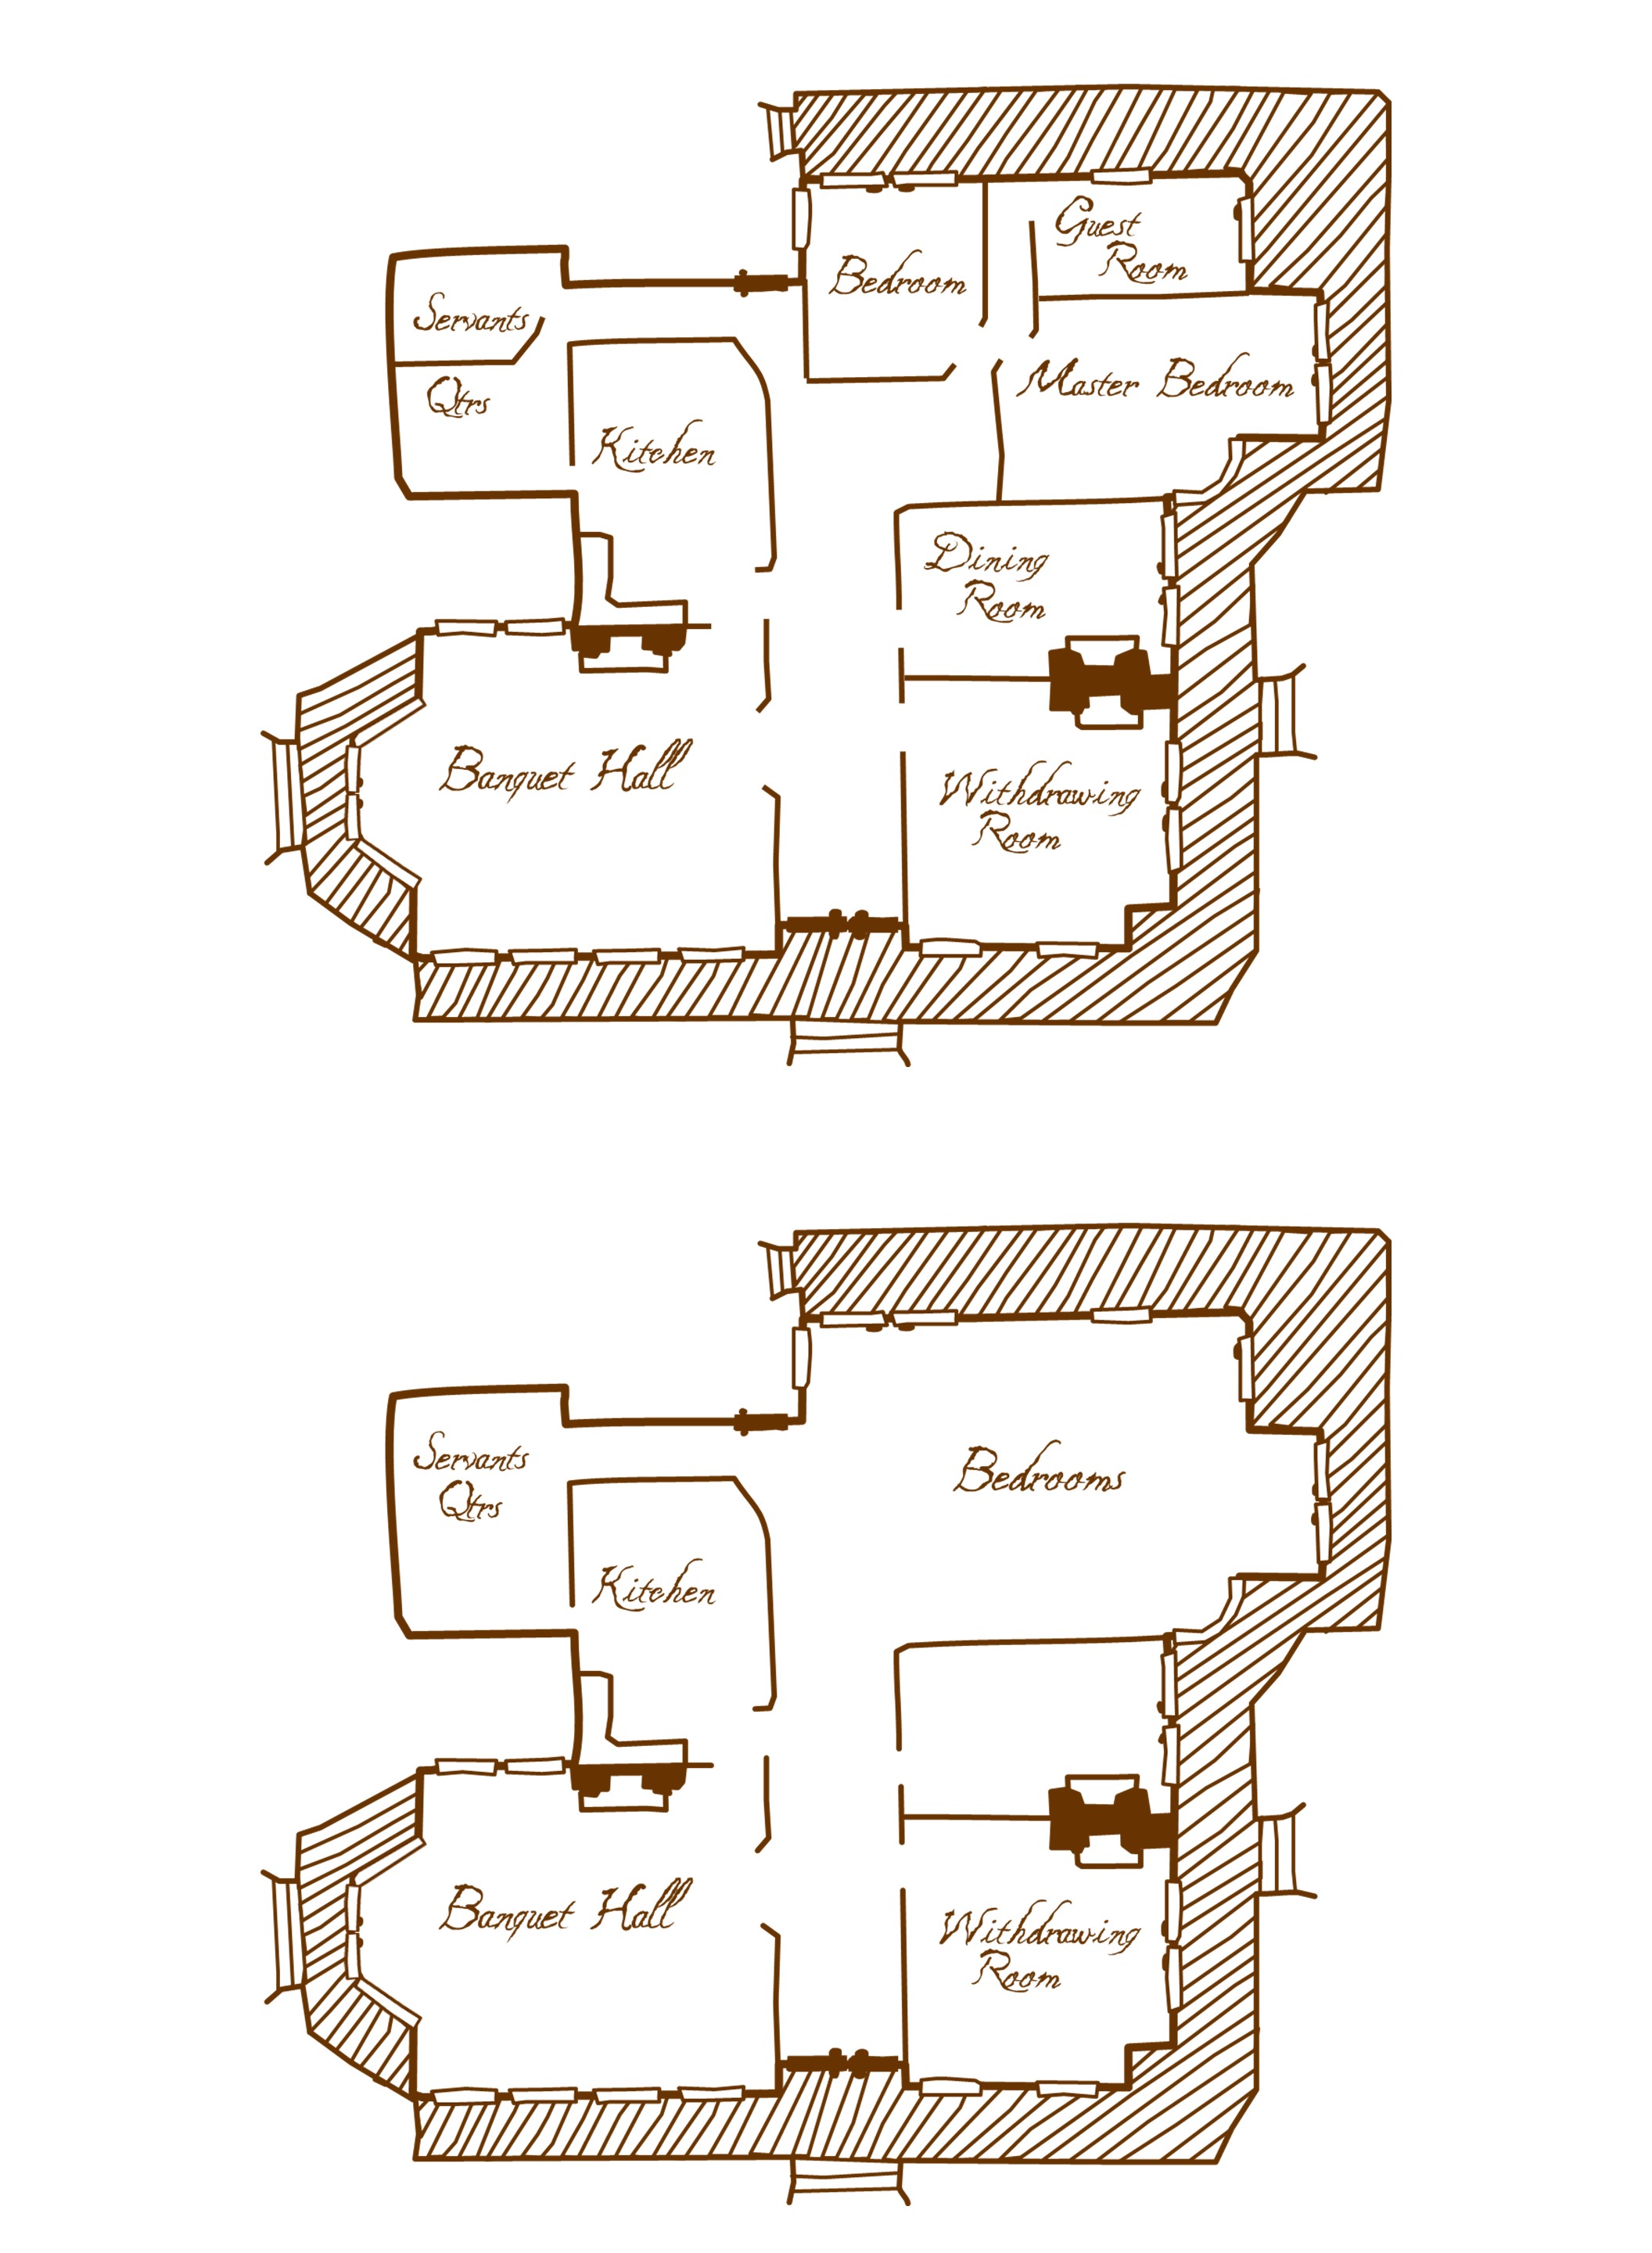 Guest
Room
Bedroom
Servants
Qtrs
Master Bedroom
Kitchen
Dining
Room
Banquet Hall
Withdrawing
Room
Servants
Qtrs
Bedrooms
Kitchen
Banquet Hall
Withdrawing
Room